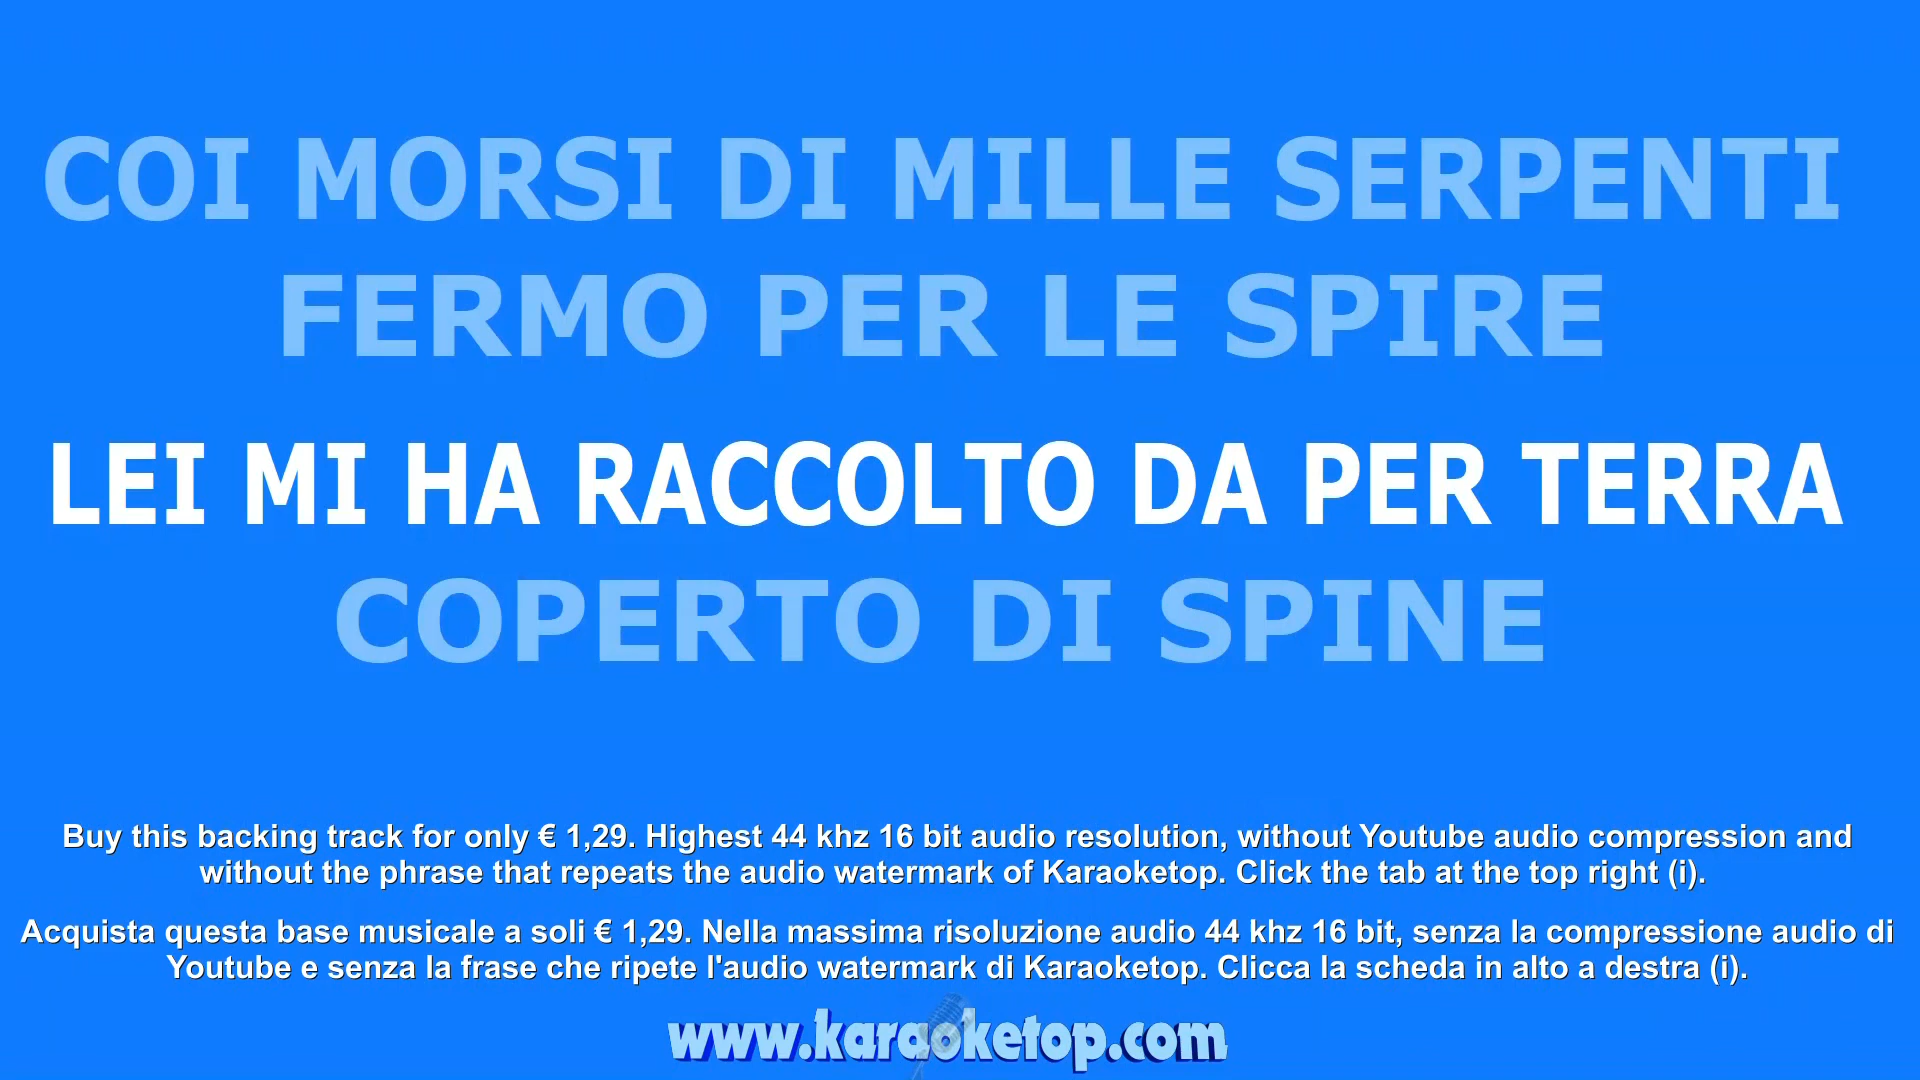 COI MORSI DI MILLE SERPENTI
FERMO PER LE SPIRE
LEI MI HA RACCOLTO DA PER TERRA
COPERTO DI SPINE
Buy this backing track for only € 1,29. Highest 44 khz 16 bit audio resolution, without Youtube audio compression and
without the phrase that repeats the audio watermark of Karaoketop. Click the tab at the top right (i).
Acquista questa base musicale a soli € 1,29. Nella massima risoluzione audio 44 khz 16 bit, senza la compressione audio di
Youtube e senza la frase che ripete l'audio watermark di Karaoketop. Clicca la scheda in alto a destra (i).
www.karaoketop.com